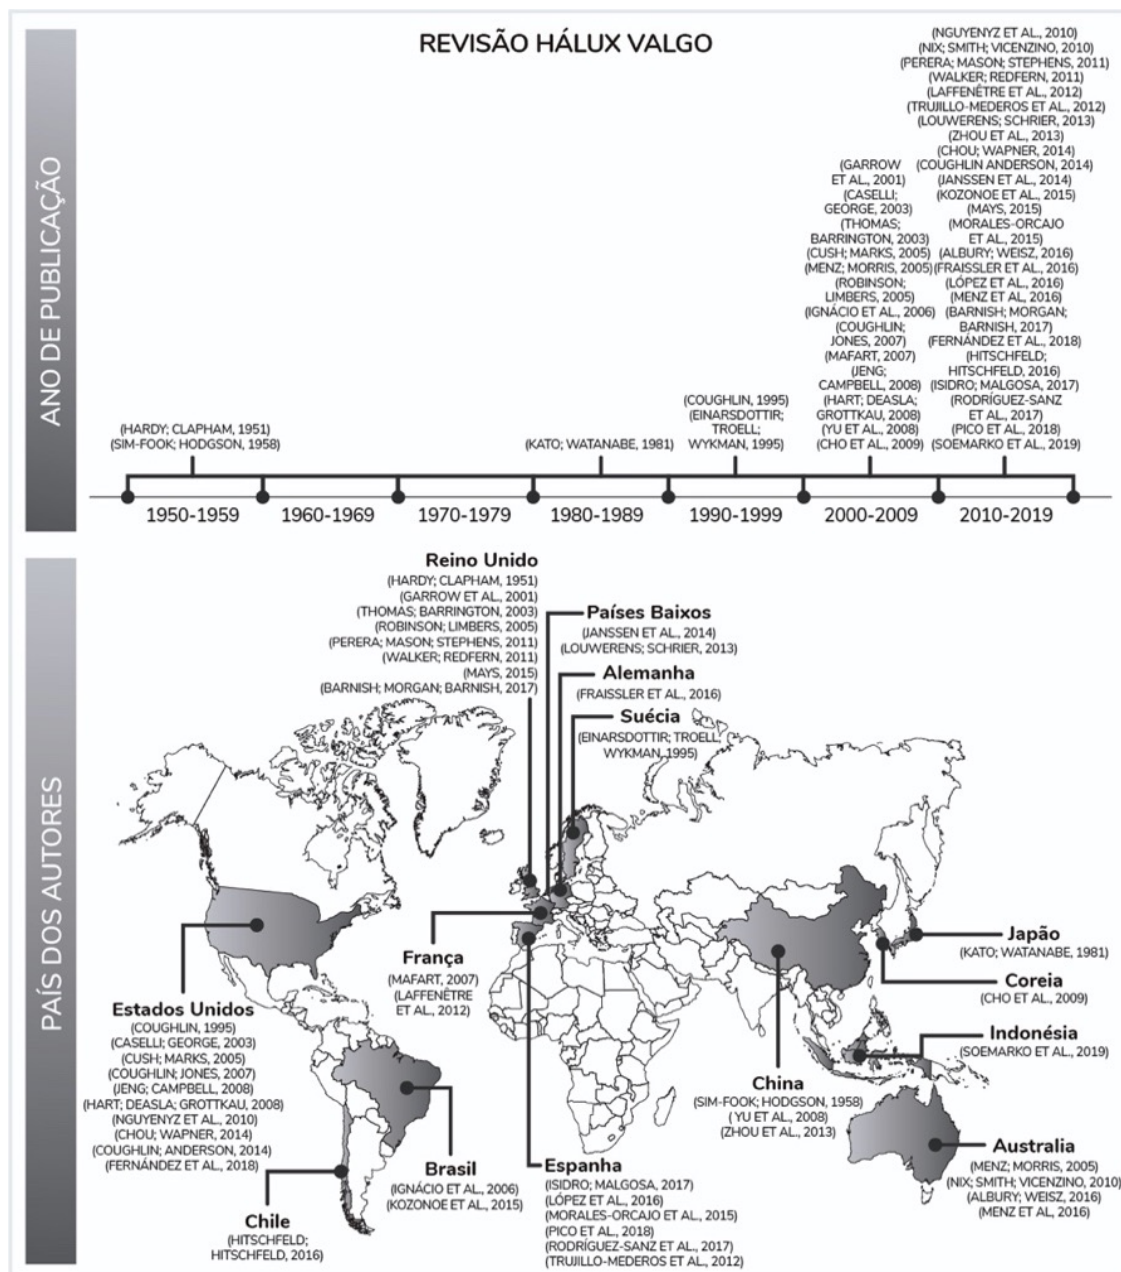 REVISÃO HÁLUX VALGO
ANO DE PUBLICAÇÃO
(HARDY; CLAPHAM, 1951)
(SIM-FOOK; HODGSON, 1958)
(KATO; WATANABE, 1981)
(COUGHLIN, 1995)
(EINARSDOTTIR;
TROELL;
WYKMAN, 1995)
(GARROW
ET AL., 2001)
(CASELLI;
GEORGE, 2003)
(THOMAS;
BARRINGTON, 2003)
(CUSH; MARKS, 2005)
(MENZ; MORRIS, 2005)
(ROBINSON;
LIMBERS, 2005)
(IGNÁCIO ET AL., 2006)
(COUGHLIN;
JONES, 2007)
(MAFART, 2007)
(JENG;
CAMPBELL, 2008)
(HART; DEASLA;
GROTTKAU, 2008)
(YU ET AL., 2008)
(CHO ET AL., 2009)
(NGUYENYZ ET AL., 2010)
(NIX; SMITH; VICENZINO, 2010)
(PERERA; MASON; STEPHENS, 2011)
(WALKER; REDFERN, 2011)
(LAFFENÊTRE ET AL., 2012)
(TRUJILLO-MEDEROS ET AL., 2012)
(LOUWERENS; SCHRIER, 2013)
(ZHOU ET AL., 2013)
(CHOU; WAPNER, 2014)
(COUGHLIN ANDERSON, 2014)
(JANSSEN ET AL., 2014)
(KOZONOE ET AL., 2015)
(MAYS, 2015)
(MORALES-ORCAJO
ET AL., 2015)
(ALBURY; WEISZ, 2016)
(FRAISSLER ET AL., 2016)
(LÓPEZ ET AL., 2016)
(MENZ ET AL, 2016)
(BARNISH; MORGAN;
BARNISH, 2017)
(FERNÁNDEZ ET AL., 2018)
(HITSCHFELD;
HITSCHFELD, 2016)
(ISIDRO; MALGOSA, 2017)
(RODRÍGUEZ-SANZ
ET AL., 2017)
(PICO ET AL., 2018)
(SOEMARKO ET AL., 2019)
1950-1959
1960-1969
1970-1979
1980-1989
1990-1999
2000-2009
2010-2019
PAÍS DOS AUTORES
Reino Unido
(HARDY; CLAPHAM, 1951)
(GARROW ET AL., 2001)
(THOMAS; BARRINGTON, 2003)
(ROBINSON; LIMBERS, 2005)
(PERERA; MASON; STEPHENS, 2011)
(WALKER; REDFERN, 2011)
(MAYS, 2015)
(BARNISH; MORGAN; BARNISH, 2017)
Países Baixos
(JANSSEN ET AL., 2014)
(LOUWERENS; SCHRIER, 2013)
Alemanha
(FRAISSLER ET AL., 2016)
Suécia
(EINARSDOTTIR; TROELL;
WYKMAN, 1995)
França
(MAFART, 2007)
(LAFFENÊTRE
ET AL., 2012)
Japão
(KATO; WATANABE, 1981)
Coreia
(CHO ET AL., 2009)
Indonésia
(SOEMARKO ET AL., 2019)
Estados Unidos
(COUGHLIN, 1995)
(CASELLI; GEORGE, 2003)
(CUSH; MARKS, 2005)
(COUGHLIN; JONES, 2007)
(JENG; CAMPBELL, 2008)
(HART; DEASLA; GROTTKAU, 2008)
(NGUYENYZ ET AL., 2010)
(CHOU; WAPNER, 2014)
(COUGHLIN; ANDERSON, 2014)
(FERNÁNDEZ ET AL., 2018)
China
(SIM-FOOK; HODGSON, 1958)
( YU ET AL., 2008)
(ZHOU ET AL., 2013)
Australia
(MENZ; MORRIS, 2005)
(NIX; SMITH; VICENZINO, 2010)
(ALBURY; WEISZ, 2016)
(MENZ ET AL, 2016)
Brasil
(IGNÁCIO ET AL., 2006)
(KOZONOE ET AL., 2015)
Espanha
(ISIDRO; MALGOSA, 2017)
(LÓPEZ ET AL., 2016)
(MORALES-ORCAJO ET AL., 2015)
(PICO ET AL., 2018)
(RODRÍGUEZ-SANZ ET AL., 2017)
(TRUJILLO-MEDEROS ET AL., 2012)
Chile
(HITSCHFELD;
HITSCHFELD, 2016)